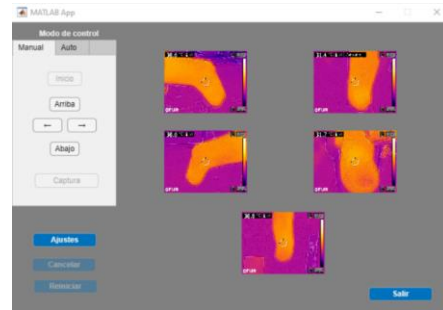 MATLAB App
Modo de control
Manual Auto
Inicio
Arriba
← →
Abajo
Captura
Ajustes
Cancelar
Reiniciar
Salir